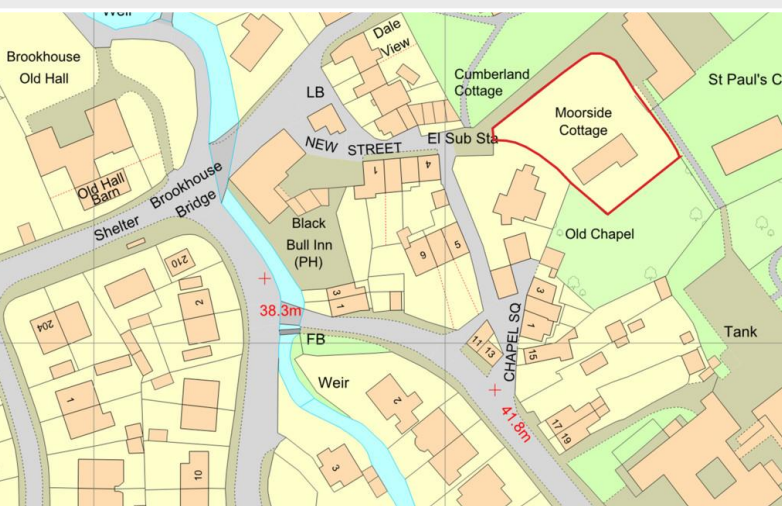 Weir
Brookhouse
Old Hall
Dale
View
LB
Cumberland
Cottage
St Paul's C
Moorside
Cottage
El Sub Sta
NEW STREET
1
4
Old Hall
Barn
Brookhouse
Bridge
Shelter
Black
Bull Inn
(PH)
Old Chapel
210
9
5
2
3
1
38.3m
204
FB
CHAPEL SQ
3
1
11
13
15
Tank
Weir
1
2
41.8m
17
19
3
10